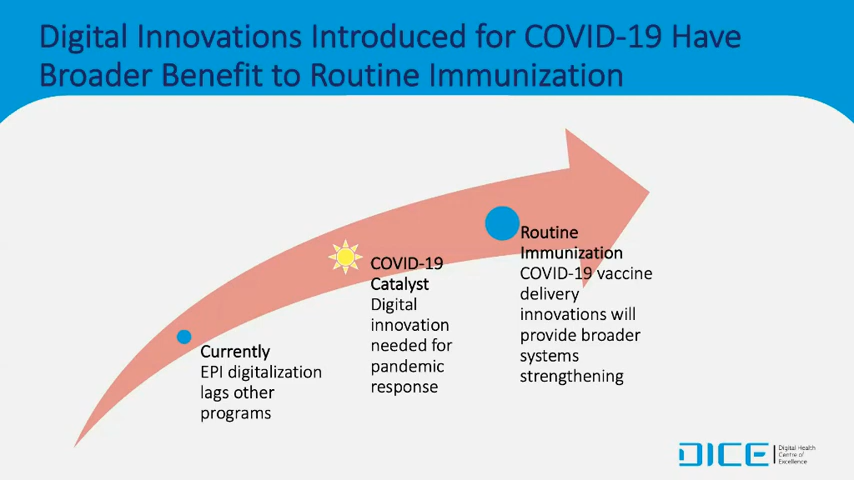 Digital Innovations Introduced for COVID-19 Have
Broader Benefit to Routine Immunization
Currently
EPI digitalization
lags other
programs
COVID-19
Catalyst
Digital
innovation
needed for
pandemic
response
Routine
Immunization
COVID-19 vaccine
delivery
innovations will
provide broader
systems
strengthening
DICE
Digital Health
Centre of
Excellence